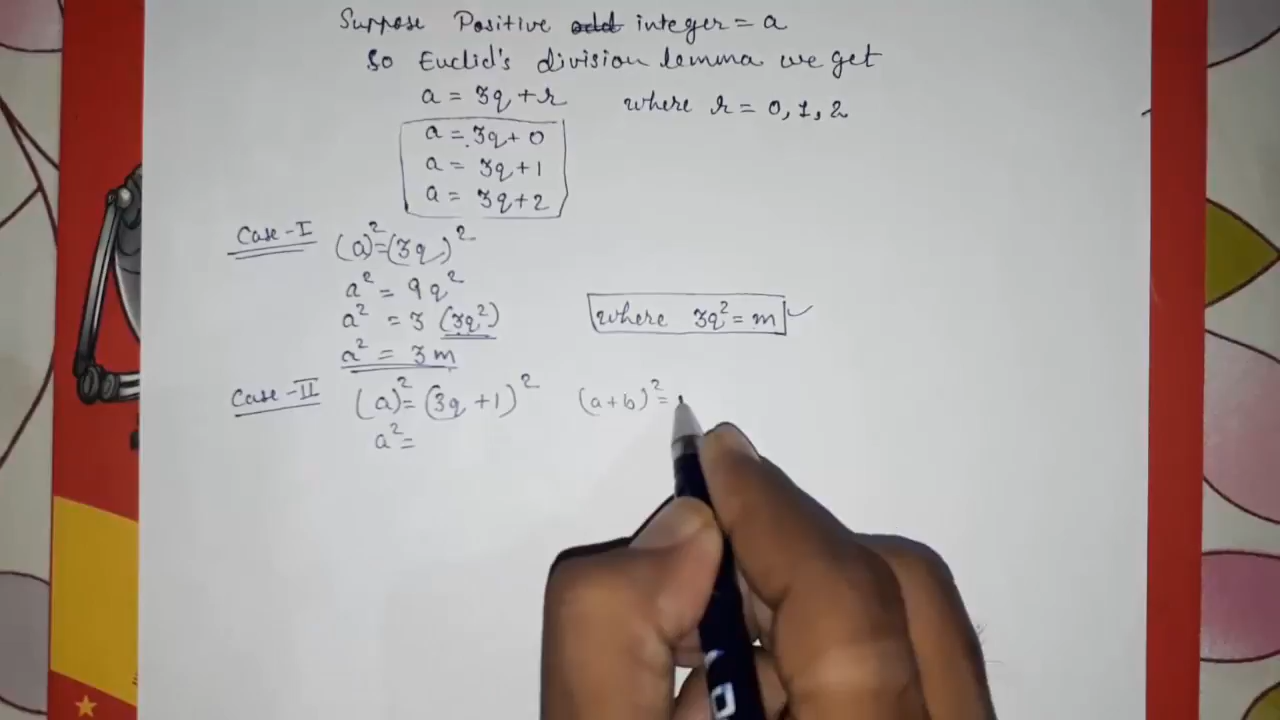 Suppose Positive odd integer = a
so Euclid's division lemma we get
a = 3q + r where r = 0, 1, 2
a = 3q + 0
a = 3q + 1
a = 3q + 2
Case - I (a)² = (3q)²
a² = 9q²
a² = 3 (3q²) where 3q² = m
a² = 3m
Case - II (a)² = (3q + 1)² (a + b)² =
a² =